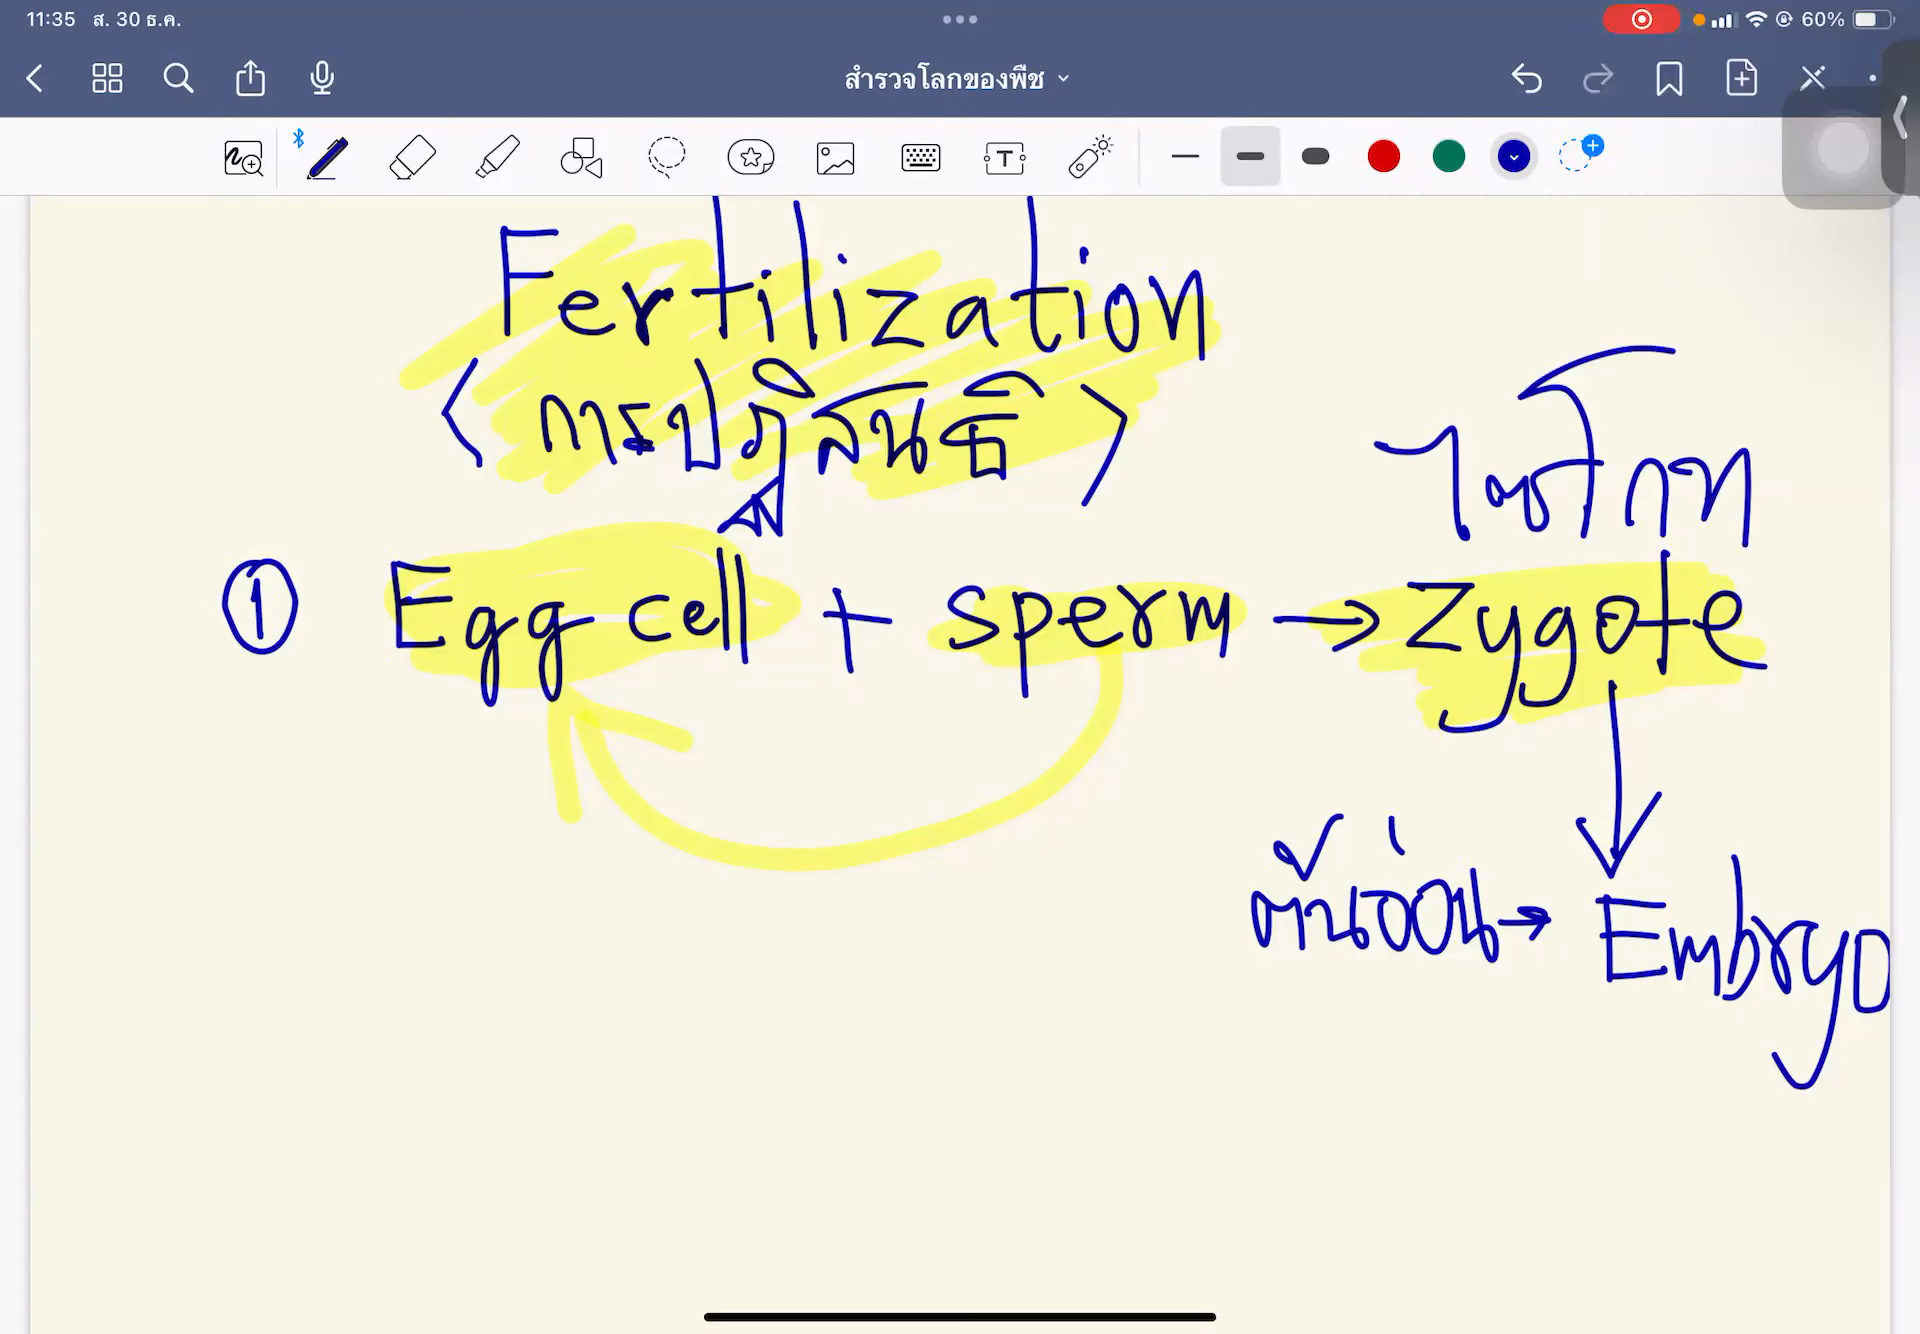 11:35 ส. 30 ธ.ค.
60%
สำรวจโลกของพืช
Fertilization
< การปฏิสนธิ >
ไซโกท
① Egg cell + sperm → Zygote
ต้นอ่อน → Embryo